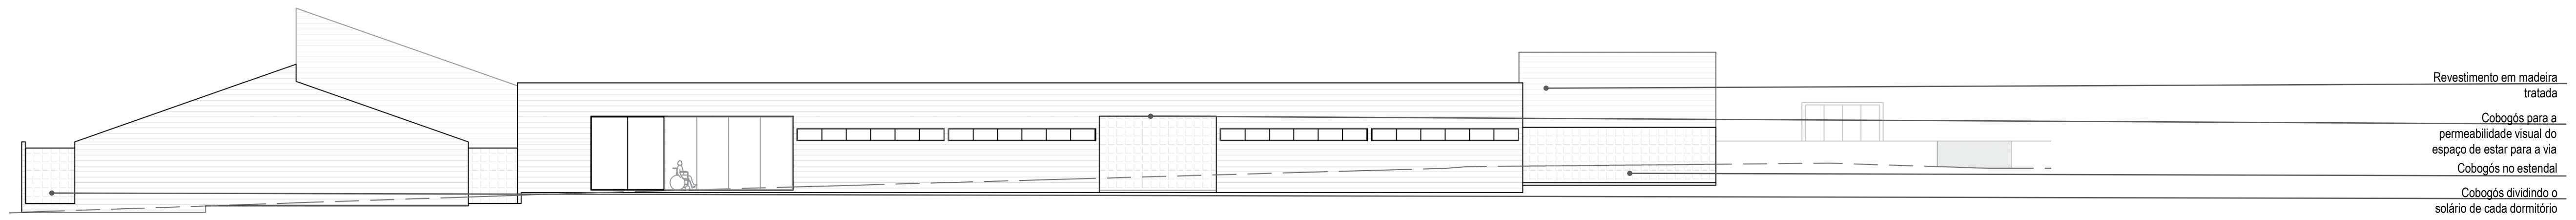 Revestimento em madeira
tratada
Cobogós para a
permeabilidade visual do
espaço de estar para a via
Cobogós no estendal
Cobogós dividindo o
solário de cada dormitório